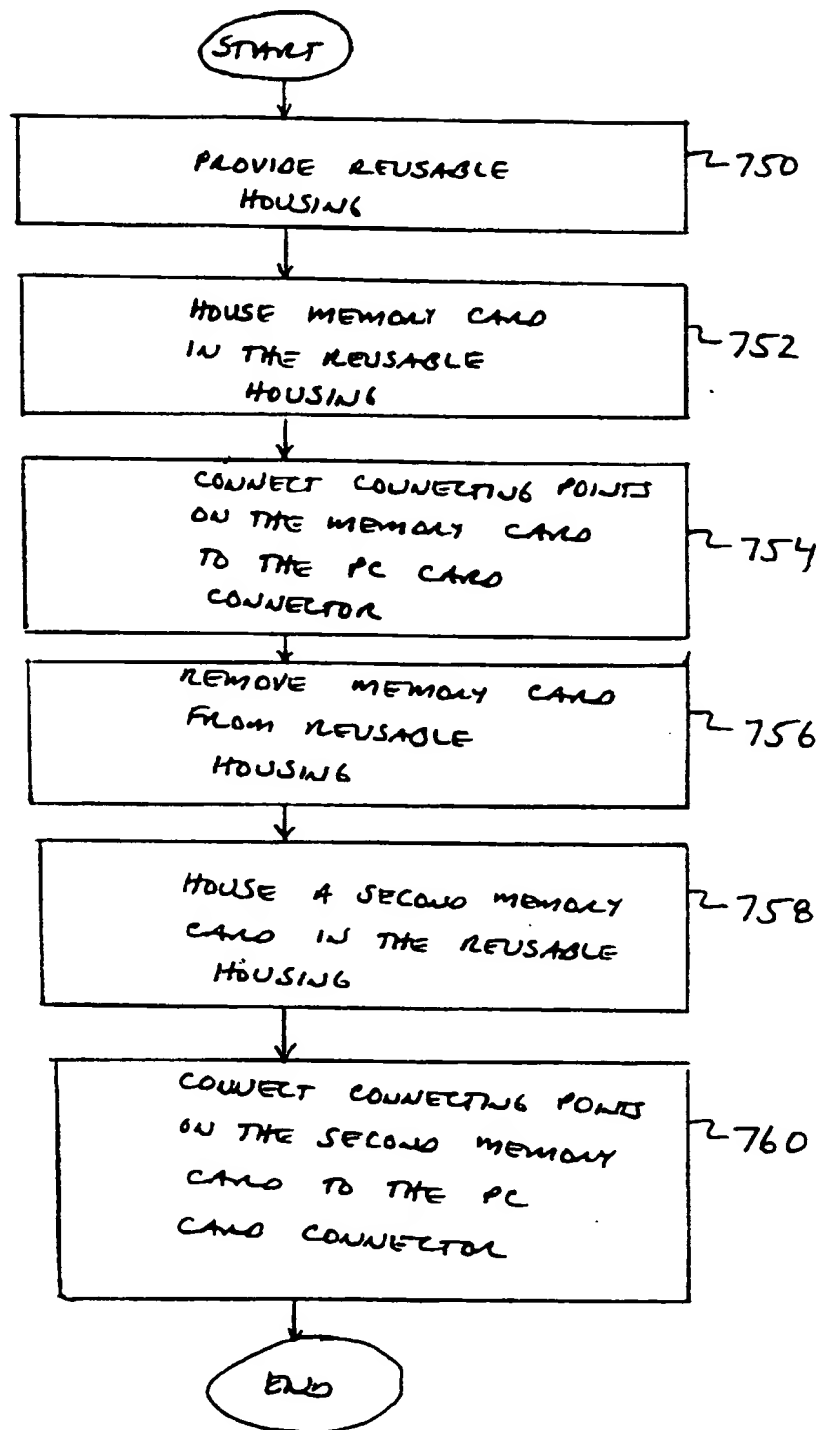 START
PROVIDE REUSABLE
HOUSING
750
HOUSE MEMORY CARD
IN THE REUSABLE
HOUSING
752
CONNECT CONNECTING POINTS
ON THE MEMORY CARD
TO THE PC CARD
CONNECTOR
754
REMOVE MEMORY CARD
FROM REUSABLE
HOUSING
756
HOUSE A SECOND MEMORY
CARD IN THE REUSABLE
HOUSING
758
CONNECT CONNECTING POINTS
ON THE SECOND MEMORY
CARD TO THE PC
CARD CONNECTOR
760
END